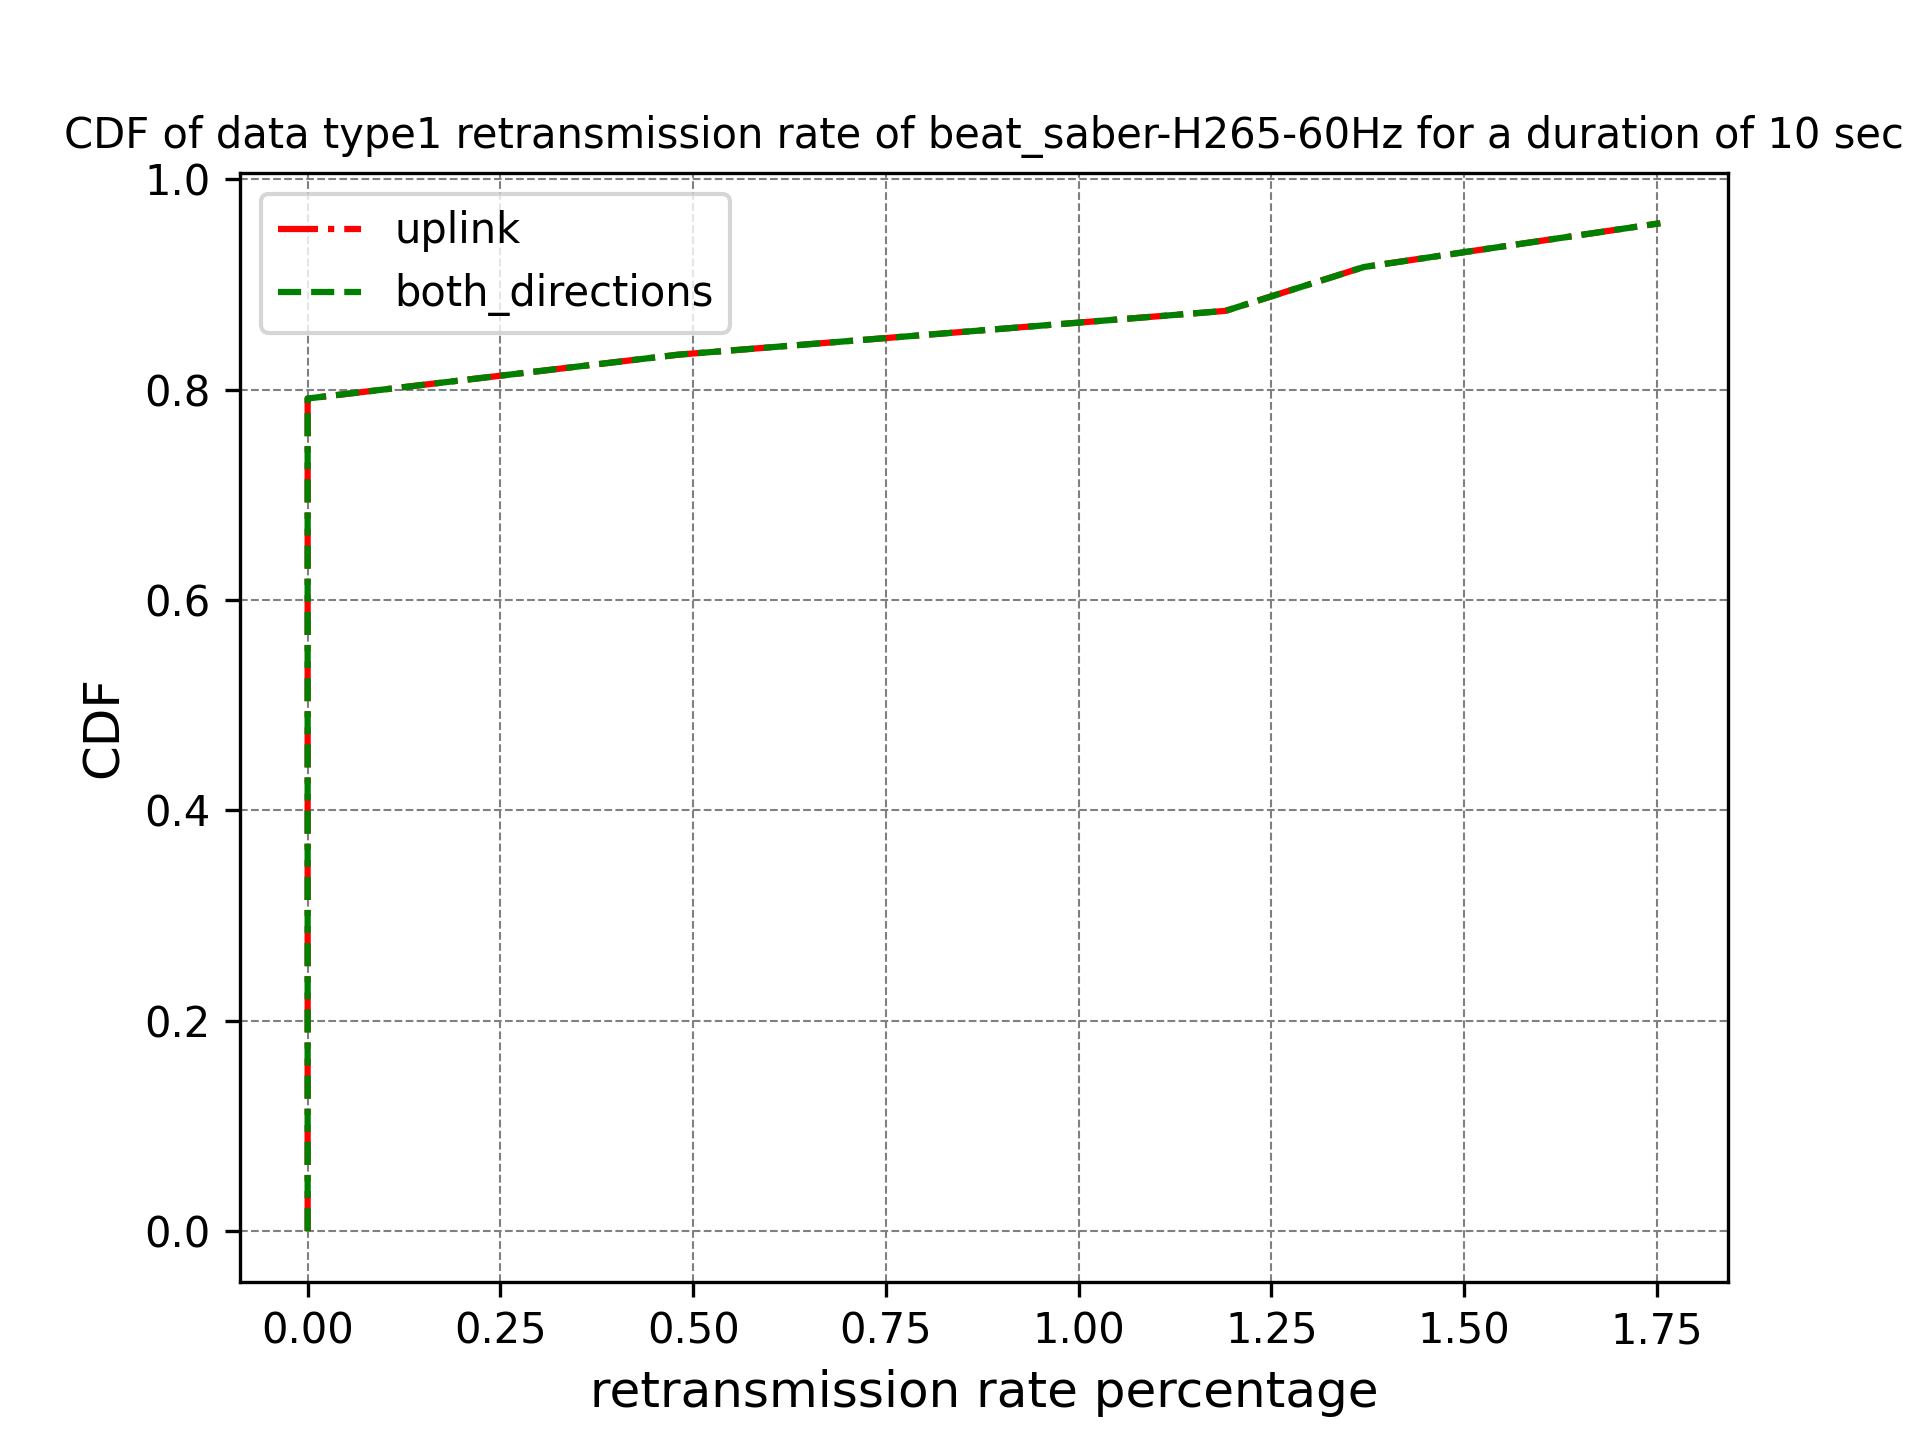 CDF of data type1 retransmission rate of beat_saber-H265-60Hz for a duration of 10 sec
uplink
both_directions
1.0
0.8
0.6
0.4
0.2
0.0
CDF
0.00 0.25 0.50 0.75 1.00 1.25 1.50 1.75
retransmission rate percentage